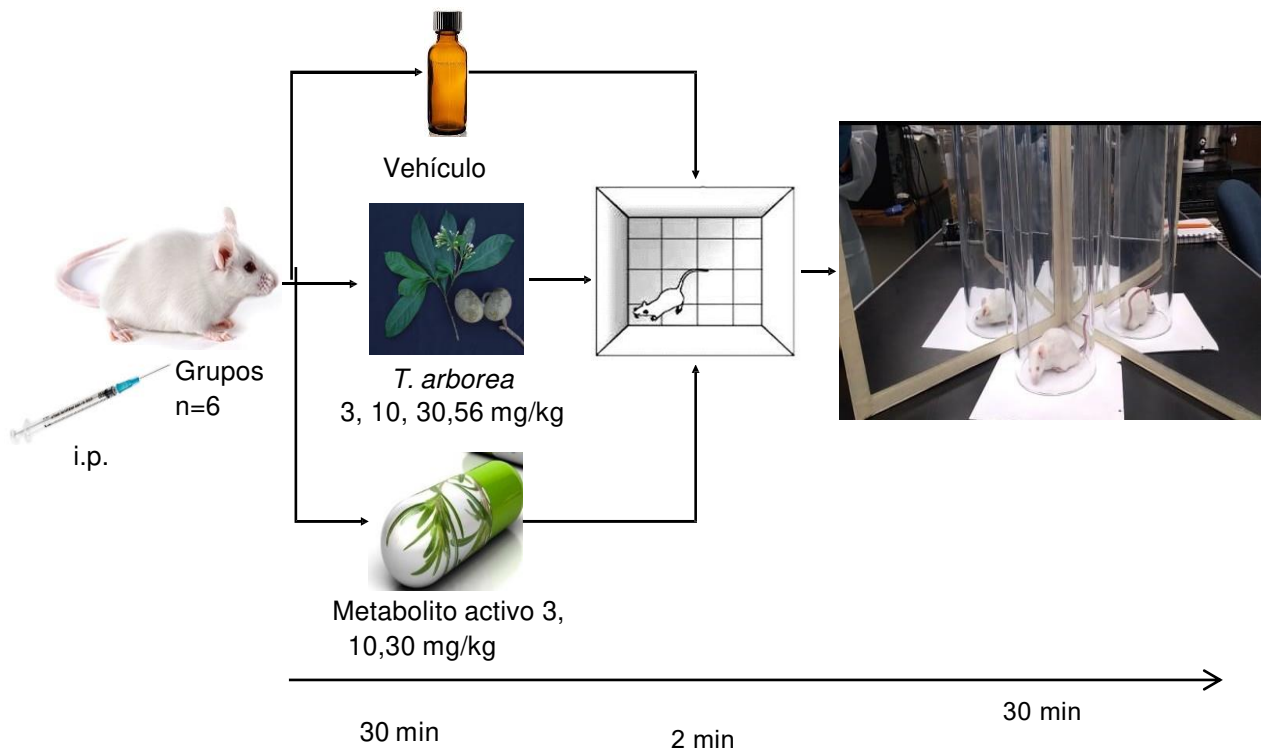 Vehículo
Grupos
n=6
i.p.
T. arborea
3, 10, 30,56 mg/kg
Metabolito activo 3,
10,30 mg/kg
30 min
2 min
30 min